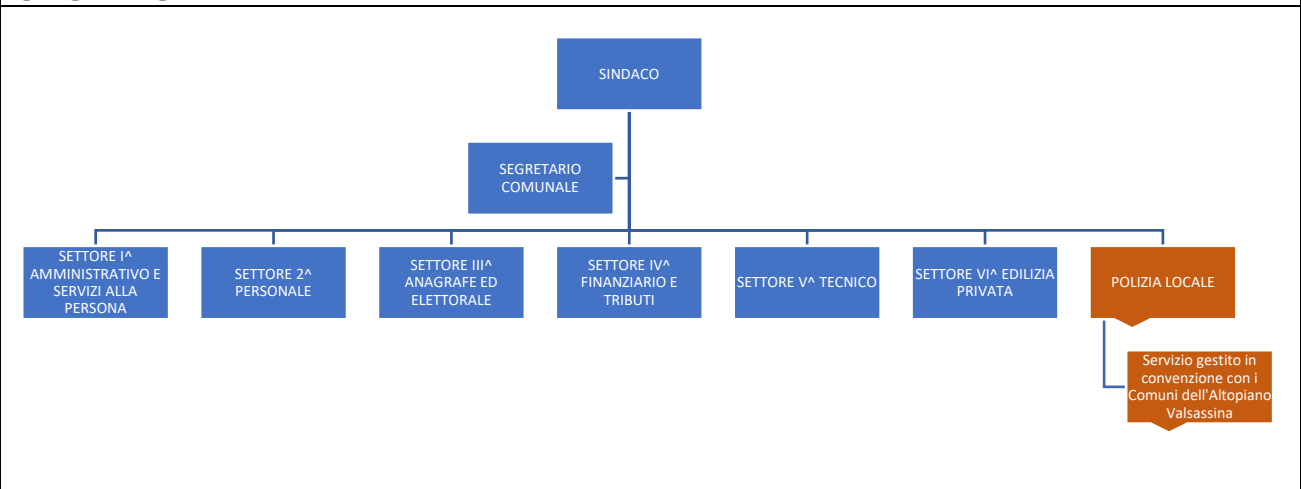 SINDACO
SEGRETARIO
COMUNALE
SETTORE I^
AMMINISTRATIVO E
SERVIZI ALLA
PERSONA
SETTORE 2^
PERSONALE
SETTORE III^
ANAGRAFE ED
ELETTORALE
SETTORE IV^
FINANZIARIO E
TRIBUTI
SETTORE V^ TECNICO
SETTORE VI^ EDILIZIA
PRIVATA
POLIZIA LOCALE
Servizio gestito in
convenzione con i
Comuni dell'Altopiano
Valsassina